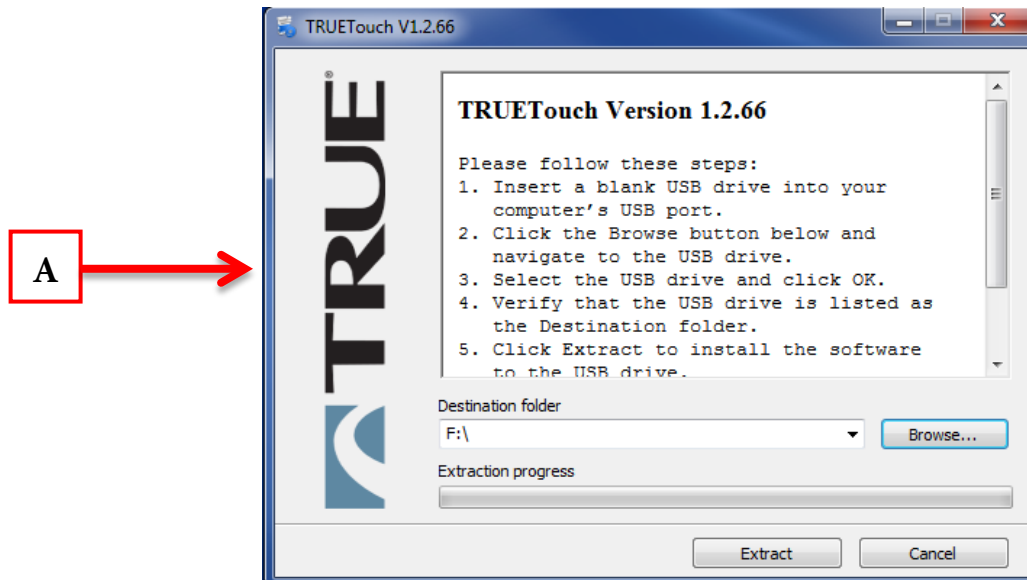 TRUETouch V1.2.66
TRUE®
TRUETouch Version 1.2.66
Please follow these steps:
1. Insert a blank USB drive into your
computer’s USB port.
2. Click the Browse button below and
navigate to the USB drive.
3. Select the USB drive and click OK.
4. Verify that the USB drive is listed as
the Destination folder.
5. Click Extract to install the software
to the USB drive.
A
Destination folder
F:\
Browse...
Extraction progress
Extract
Cancel